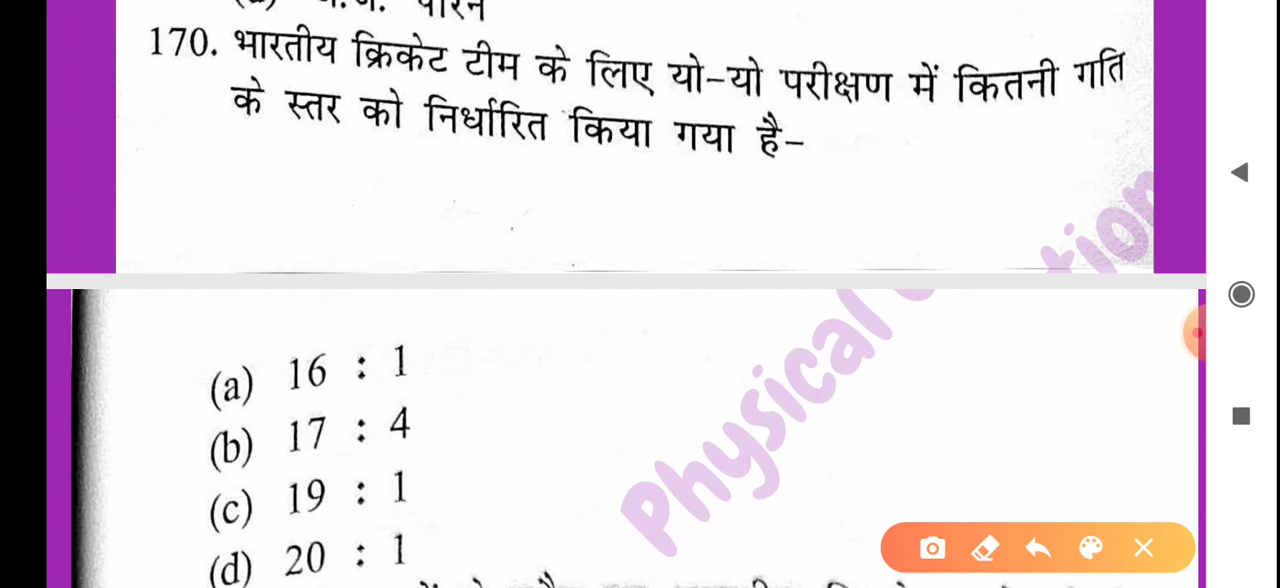 170. भारतीय क्रिकेट टीम के लिए यो-यो परीक्षण में कितनी गति
के स्तर को निर्धारित किया गया है-
(a) 16 : 1
(b) 17 : 4
(c) 19 : 1
(d) 20 : 1
Physical